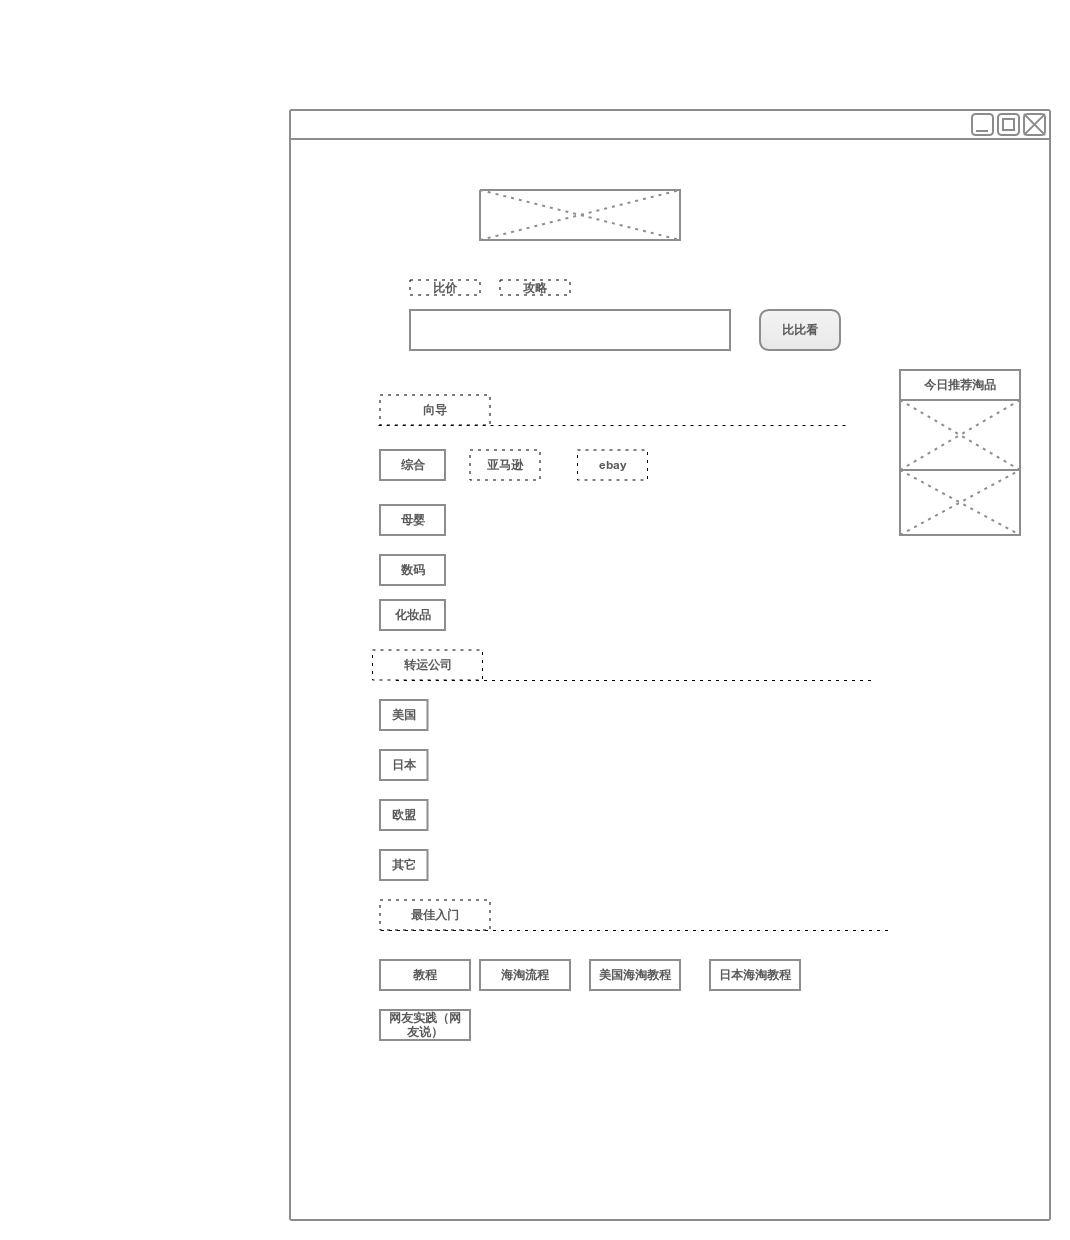 比价
攻略
比比看
今日推荐淘品
向导
综合
亚马逊
ebay
母婴
数码
化妆品
转运公司
美国
日本
欧盟
其它
最佳入门
教程
海淘流程
美国海淘教程
日本海淘教程
网友实践（网
友说）